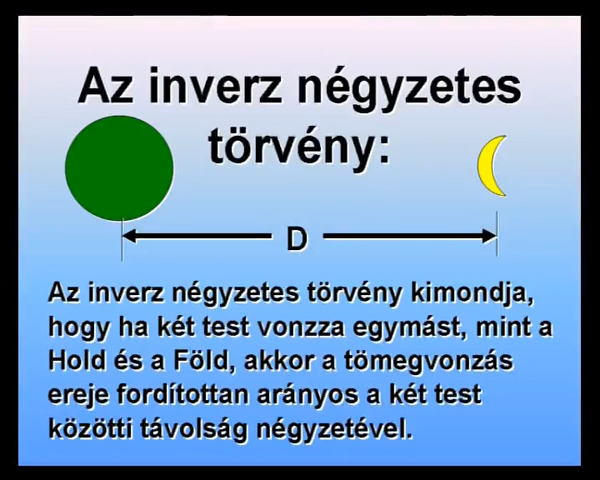 Az inverz négyzetes
törvény:
D
Az inverz négyzetes törvény kimondja,
hogy ha két test vonzza egymást, mint a
Hold és a Föld, akkor a tömegvonzás
ereje fordítottan arányos a két test
közötti távolság négyzetével.